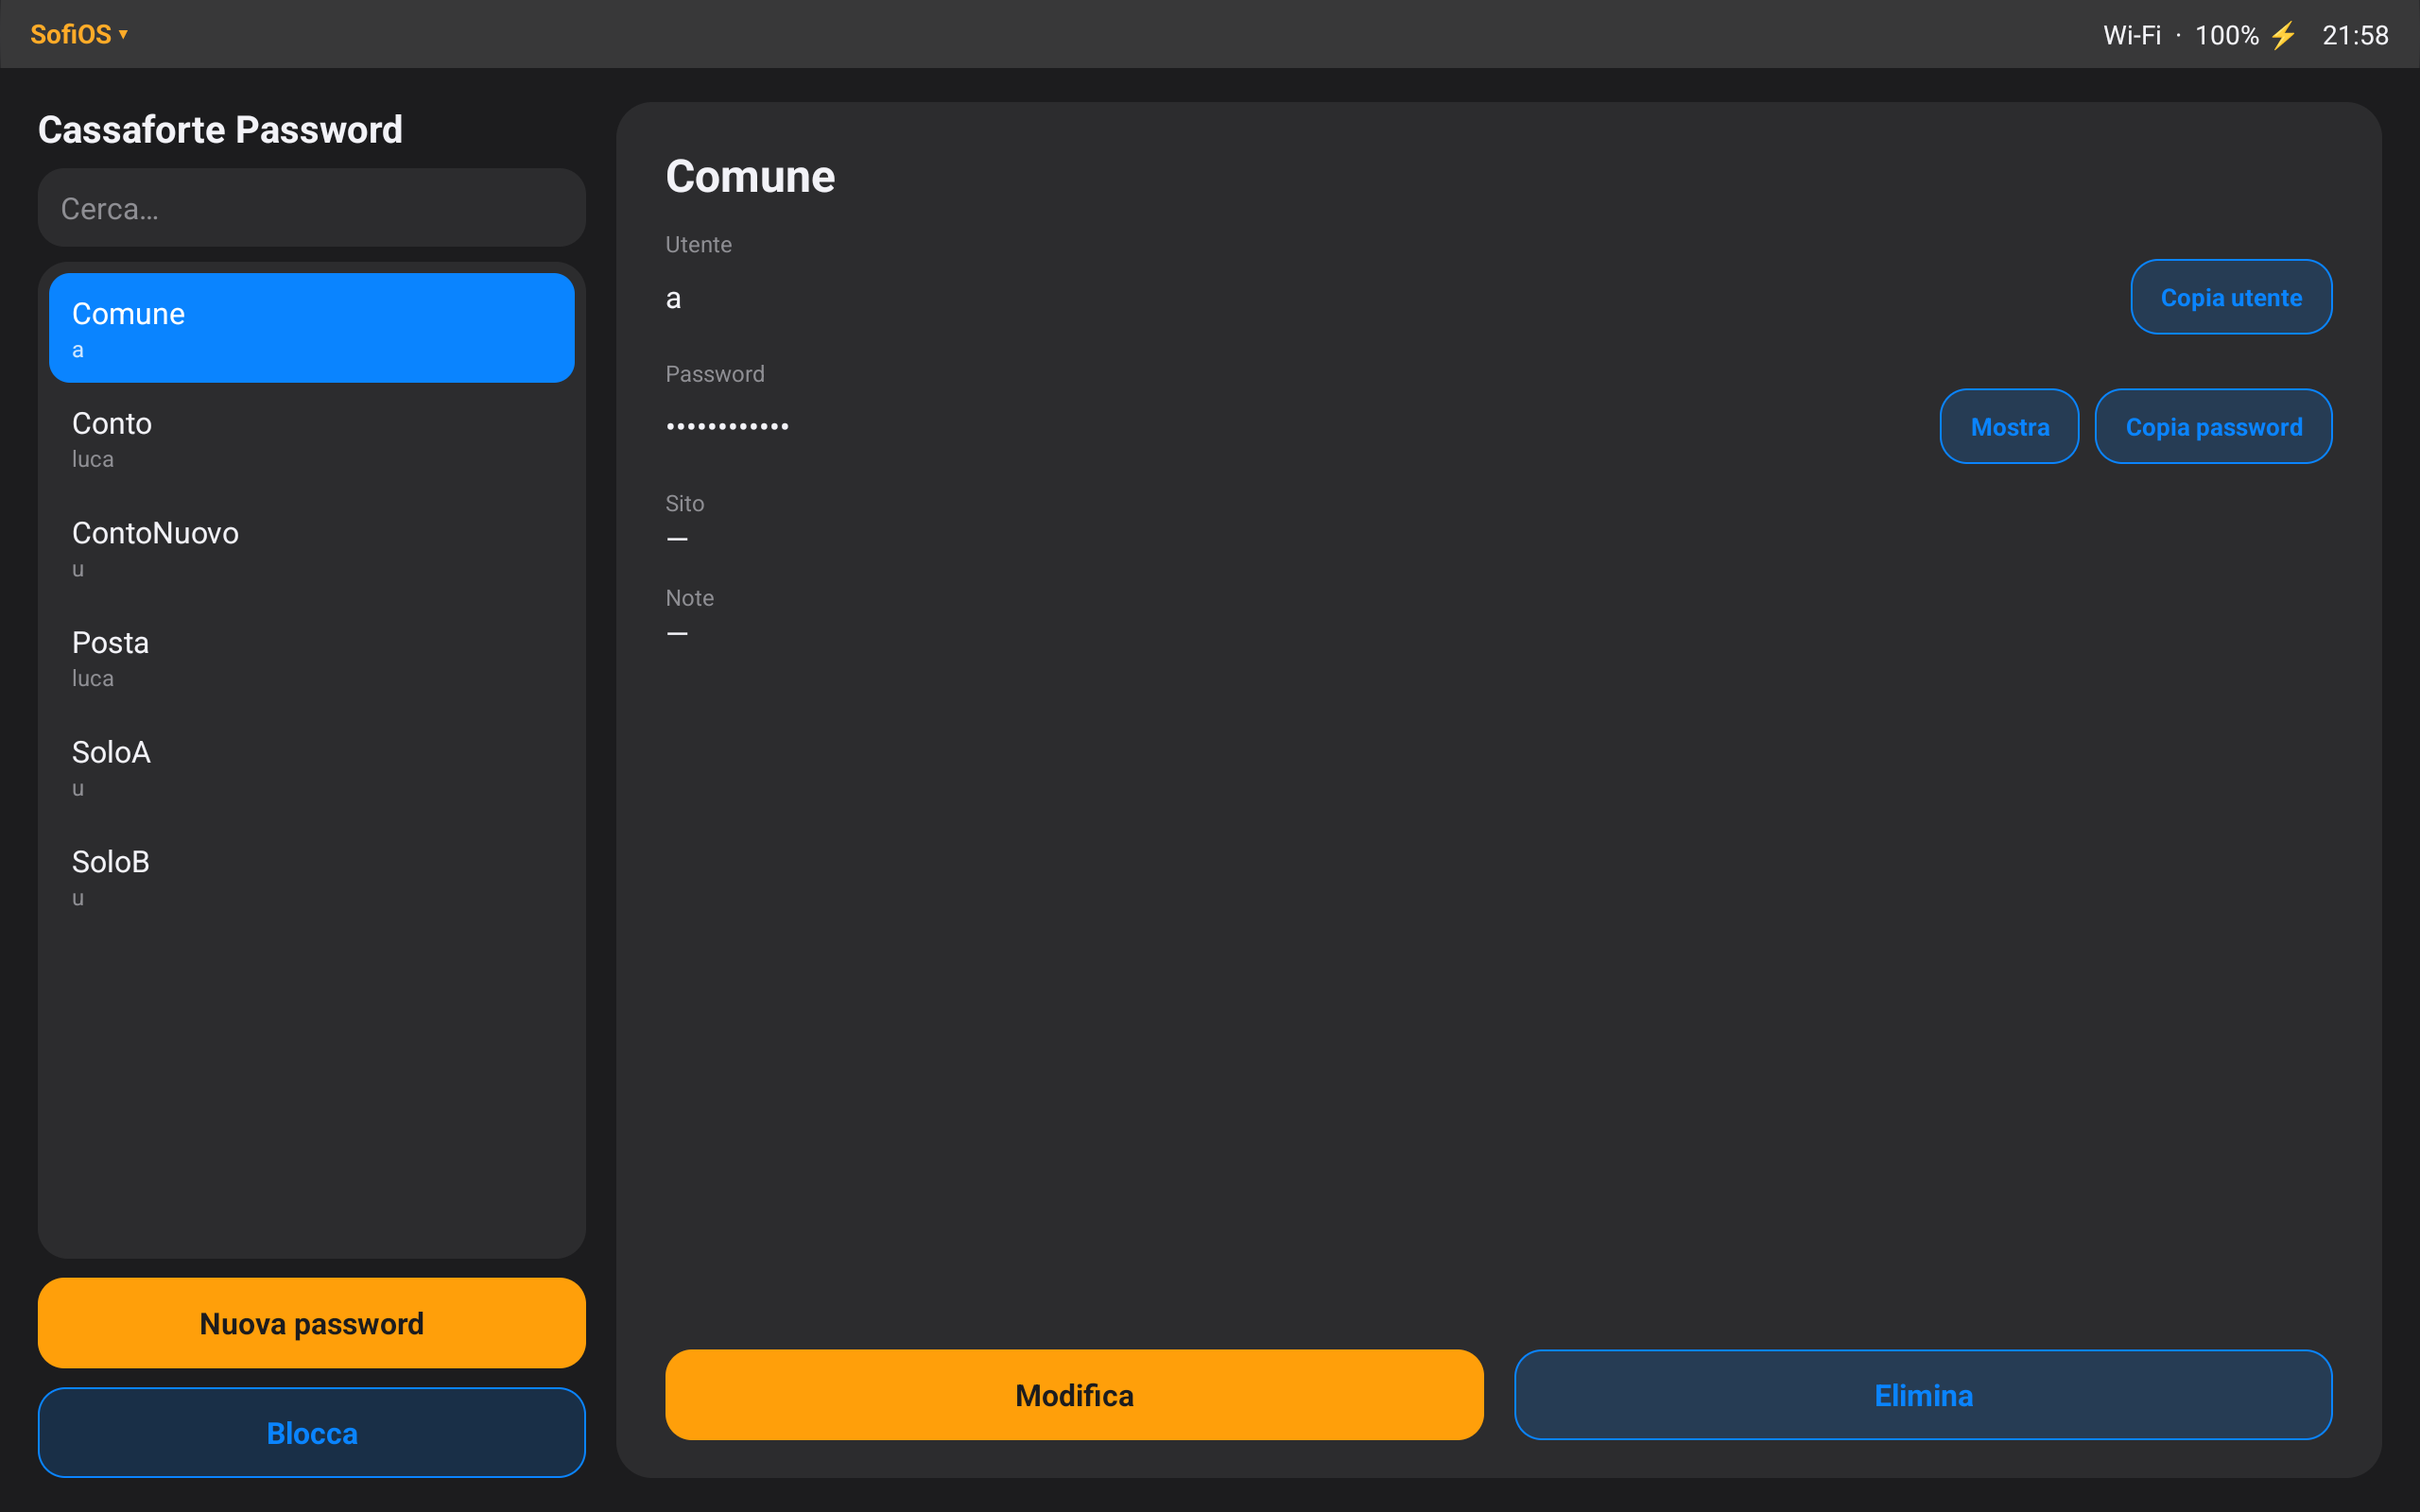 SofiOS ▾
Wi-Fi · 100% ⚡ 21:58
Cassaforte Password
Cerca...
Comune
a
Conto
luca
ContoNuovo
u
Posta
luca
SoloA
u
SoloB
u
Nuova password
Blocca
Comune
Utente
a
Copia utente
Password
••••••••••••
Mostra
Copia password
Sito
—
Note
—
Modifica
Elimina